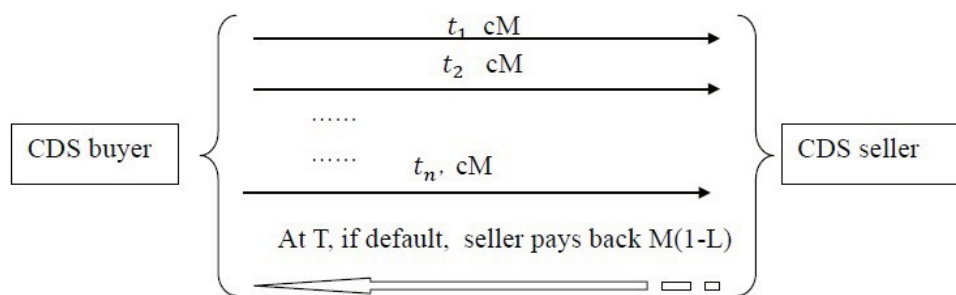 t₁ cM
t₂ cM
......
CDS buyer
CDS seller
......
tₙ, cM
At T, if default, seller pays back M(1-L)